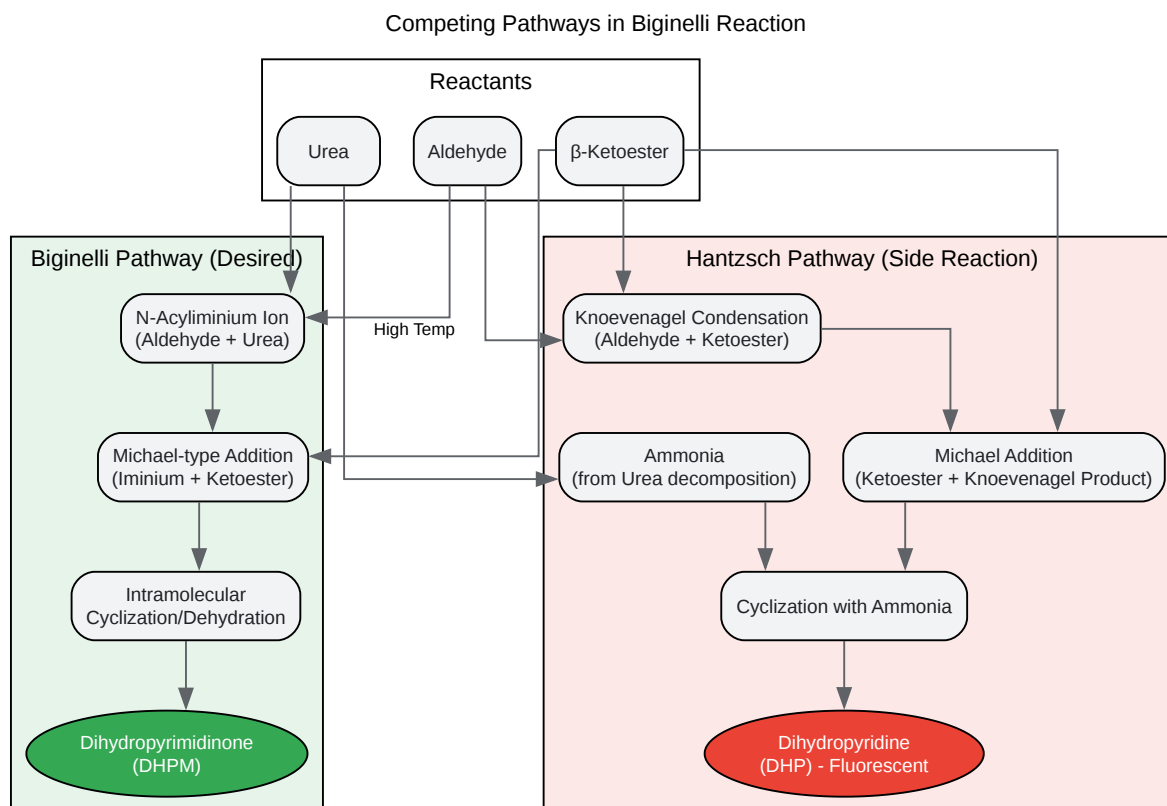 Competing Pathways in Biginelli Reaction
Reactants
Urea
Aldehyde
β-Ketoester
Biginelli Pathway (Desired)
Hantzsch Pathway (Side Reaction)
N-Acyliminium Ion
(Aldehyde + Urea)
High Temp
Knoevenagel Condensation
(Aldehyde + Ketoester)
Michael-type Addition
(Iminium + Ketoester)
Ammonia
(from Urea decomposition)
Michael Addition
(Ketoester + Knoevenagel Product)
Intramolecular
Cyclization/Dehydration
Cyclization with Ammonia
Dihydropyrimidinone
(DHPM)
Dihydropyridine
(DHP) - Fluorescent